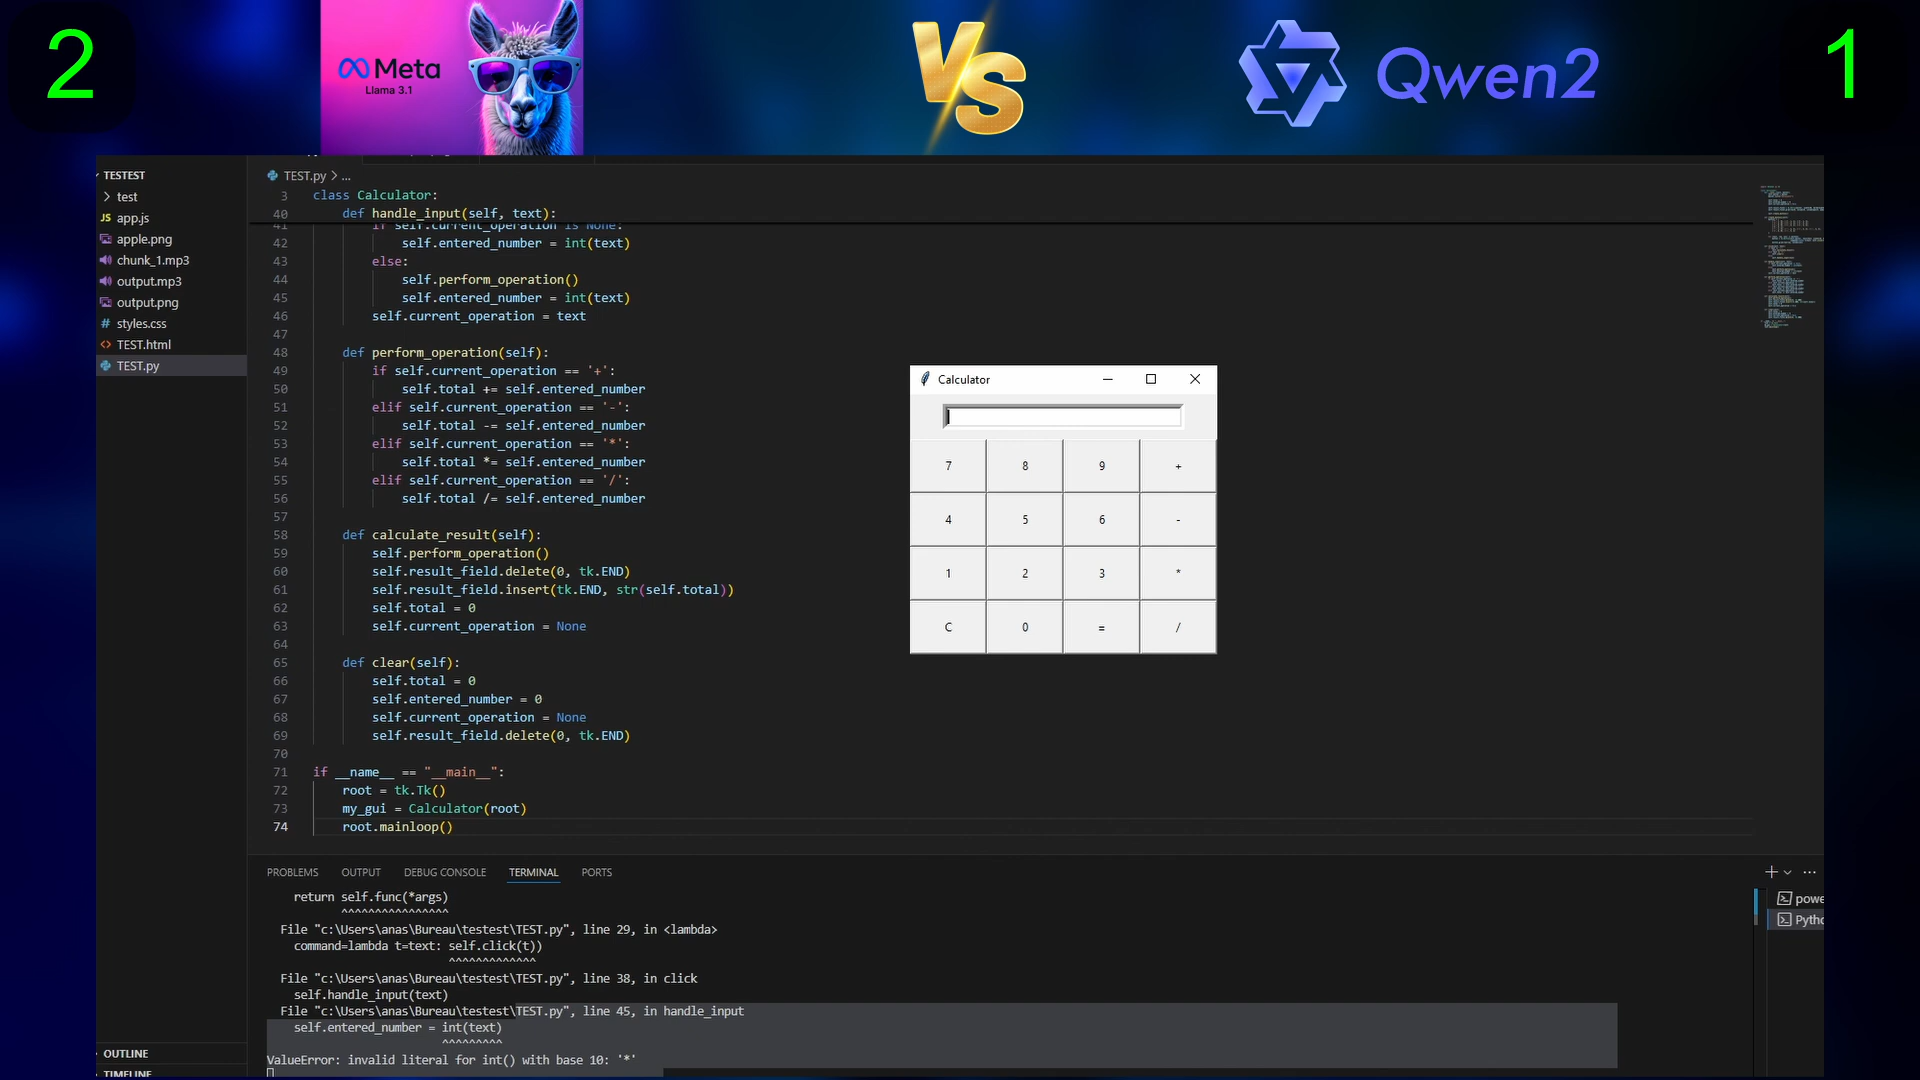 2
Meta
Llama 3.1
VS
Qwen2
1
TESTEST
test
JS app.js
apple.png
chunk_1.mp3
output.mp3
output.png
# styles.css
<> TEST.html
TEST.py
TEST.py > ...
3 class Calculator:
40 def handle_input(self, text):
41 if self.current_operation is None:
42 self.entered_number = int(text)
43 else:
44 self.perform_operation()
45 self.entered_number = int(text)
46 self.current_operation = text
47
48 def perform_operation(self):
49 if self.current_operation == '+':
50 self.total += self.entered_number
51 elif self.current_operation == '-':
52 self.total -= self.entered_number
53 elif self.current_operation == '*':
54 self.total *= self.entered_number
55 elif self.current_operation == '/':
56 self.total /= self.entered_number
57
58 def calculate_result(self):
59 self.perform_operation()
60 self.result_field.delete(0, tk.END)
61 self.result_field.insert(tk.END, str(self.total))
62 self.total = 0
63 self.current_operation = None
64
65 def clear(self):
66 self.total = 0
67 self.entered_number = 0
68 self.current_operation = None
69 self.result_field.delete(0, tk.END)
70
71 if __name__ == "__main__":
72 root = tk.Tk()
73 my_gui = Calculator(root)
74 root.mainloop()
Calculator
7 8 9 +
4 5 6 -
1 2 3 *
C 0 = /
PROBLEMS OUTPUT DEBUG CONSOLE TERMINAL PORTS
return self.func(*args)
^^^^^^^^^^^^^^^^
File "c:\Users\anas\Bureau\testest\TEST.py", line 29, in <lambda>
command=lambda t=text: self.click(t))
^^^^^^^^^^^^^
File "c:\Users\anas\Bureau\testest\TEST.py", line 38, in click
self.handle_input(text)
File "c:\Users\anas\Bureau\testest\TEST.py", line 45, in handle_input
self.entered_number = int(text)
^^^^^^^^^
ValueError: invalid literal for int() with base 10: '*'
powe
Pytho
OUTLINE
TIMELINE